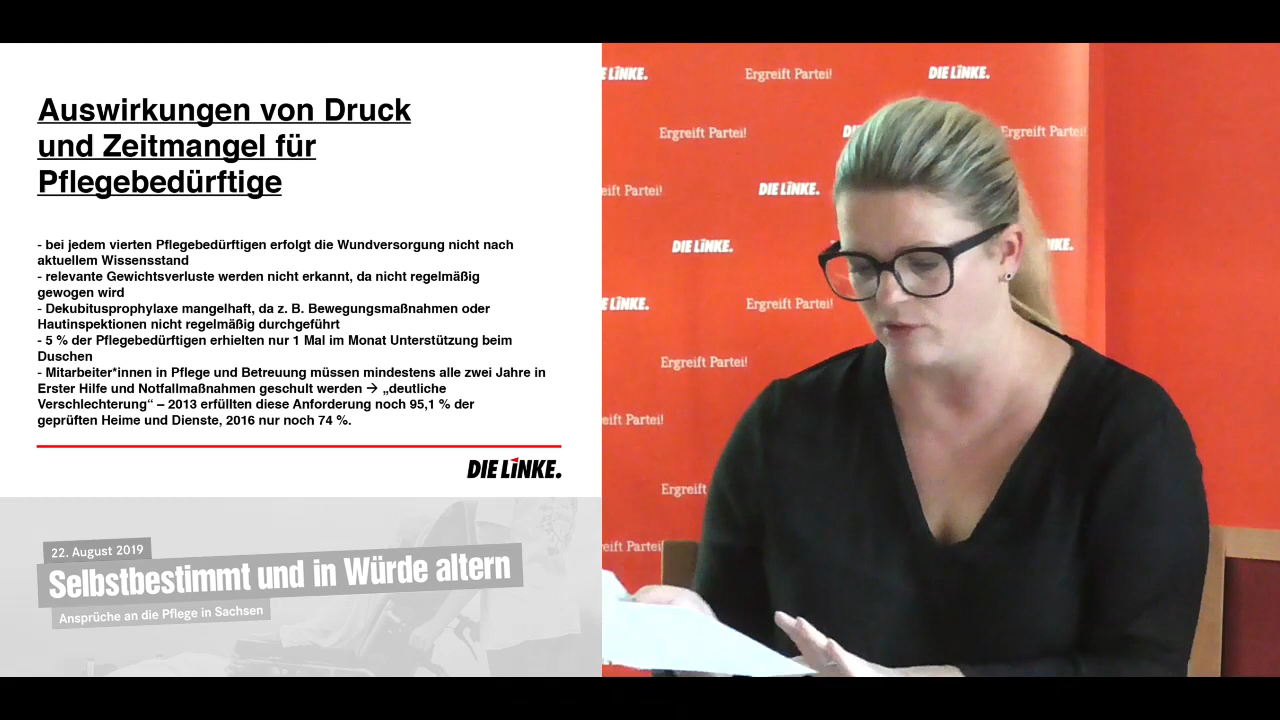 Auswirkungen von Druck
und Zeitmangel für
Pflegebedürftige
- bei jedem vierten Pflegebedürftigen erfolgt die Wundversorgung nicht nach
aktuellem Wissensstand
- relevante Gewichtsverluste werden nicht erkannt, da nicht regelmäßig
gewogen wird
- Dekubitusprophylaxe mangelhaft, da z. B. Bewegungsmaßnahmen oder
Hautinspektionen nicht regelmäßig durchgeführt
- 5 % der Pflegebedürftigen erhielten nur 1 Mal im Monat Unterstützung beim
Duschen
- Mitarbeiter*innen in Pflege und Betreuung müssen mindestens alle zwei Jahre in
Erster Hilfe und Notfallmaßnahmen geschult werden → „deutliche
Verschlechterung“ – 2013 erfüllten diese Anforderung noch 95,1 % der
geprüften Heime und Dienste, 2016 nur noch 74 %.
DIE LINKE.
22. August 2019
Selbstbestimmt und in Würde altern
Ansprüche an die Pflege in Sachsen
E LINKE. Ergreift Partei! DIE LINKE.
Ergreift Partei! DI Ergreift Partei!
eift Partei! DIE LINKE.
DIE LINKE. NKE.
E LINKE. Ergreift Partei!
Ergreift Partei!
eift Partei!
Ergreift
eift Partei!